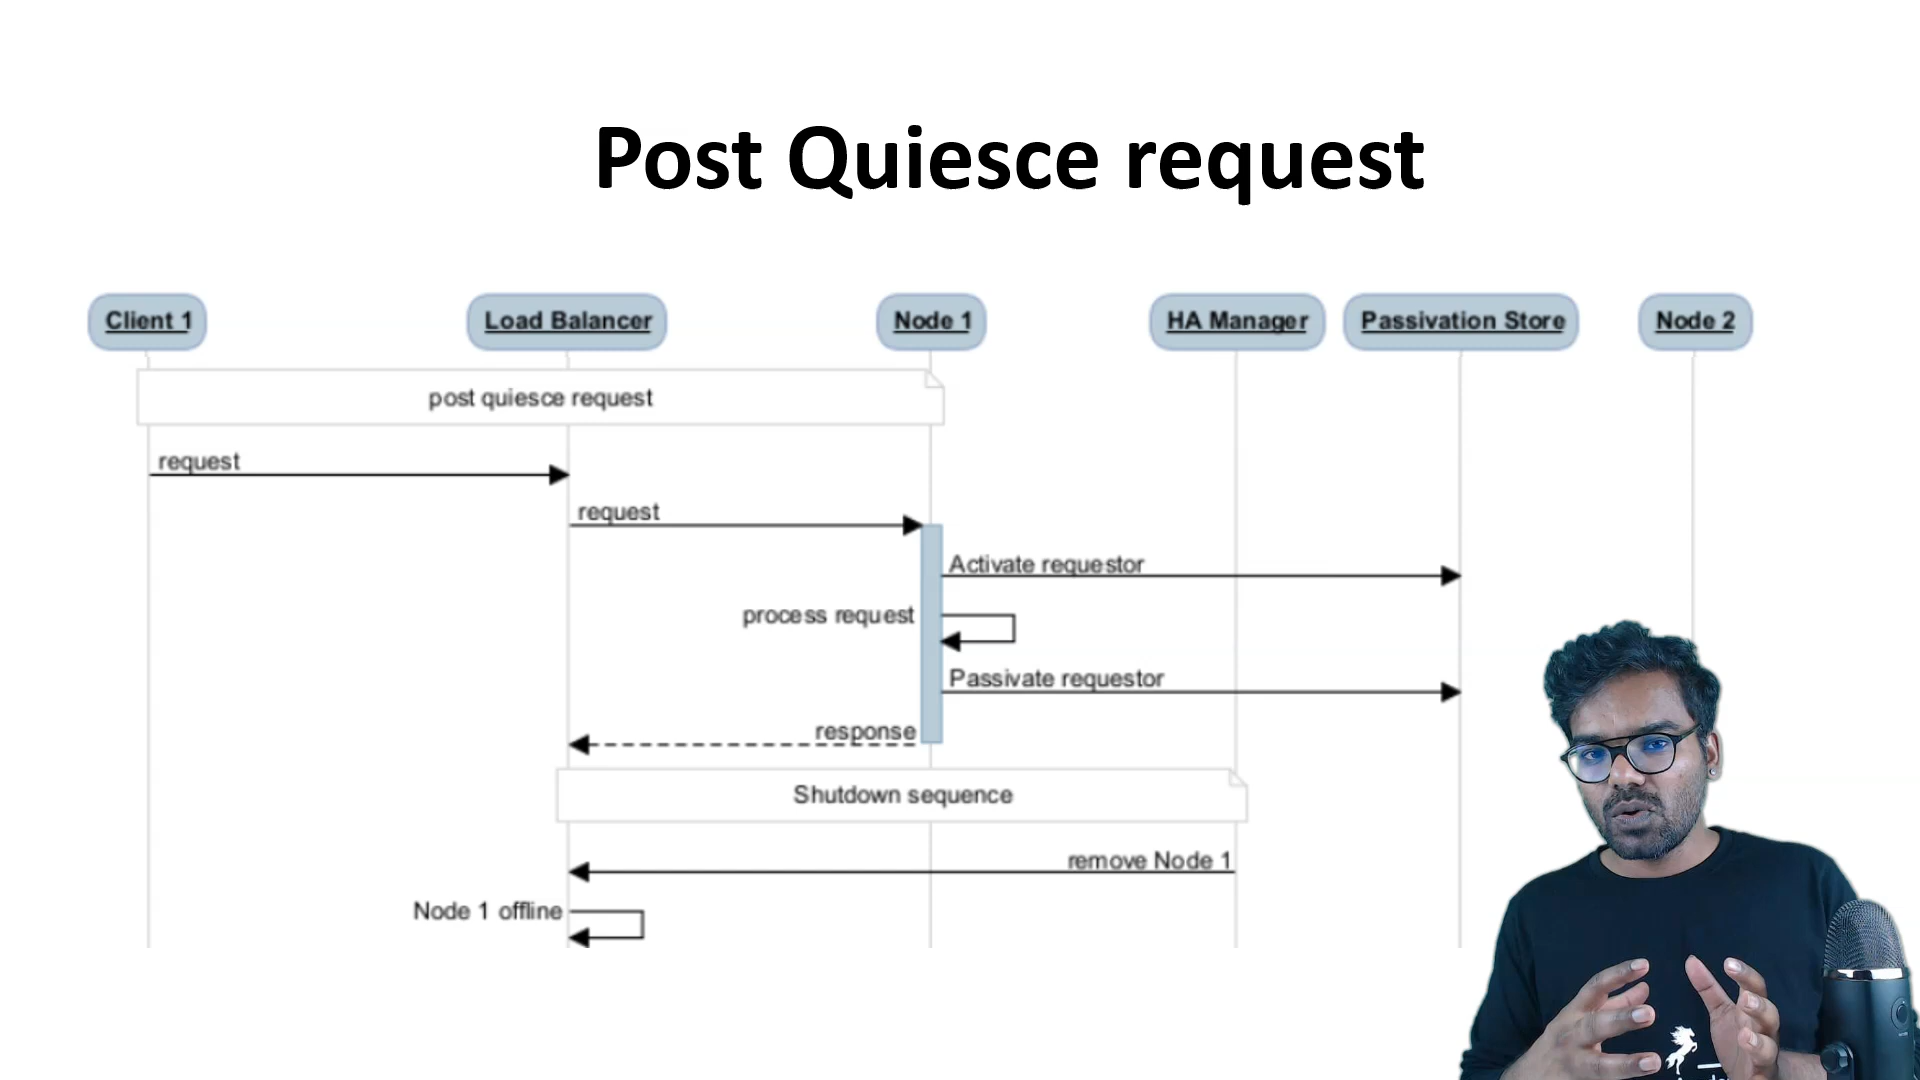 Post Quiesce request
Client 1
Load Balancer
Node 1
HA Manager
Passivation Store
Node 2
post quiesce request
request
request
Activate requestor
process request
Passivate requestor
response
Shutdown sequence
remove Node 1
Node 1 offline